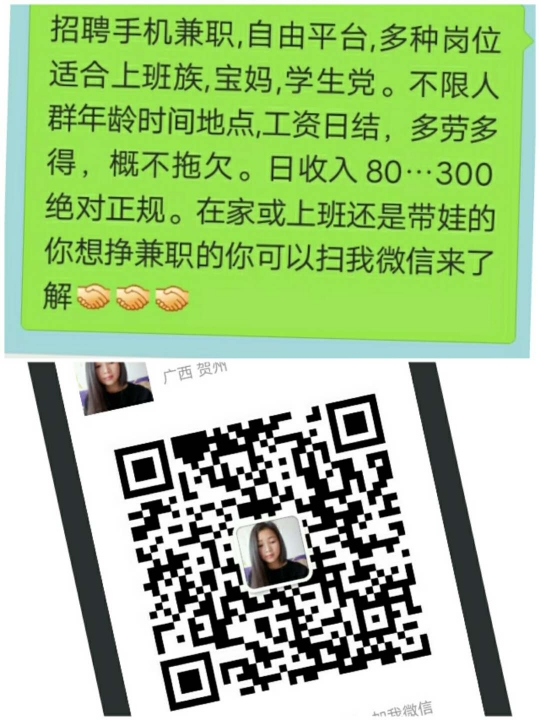 招聘手机兼职,自由平台,多种岗位
适合上班族,宝妈,学生党。不限人
群年龄时间地点,工资日结，多劳多
得，概不拖欠。日收入 80…300
绝对正规。在家或上班还是带娃的
你想挣兼职的你可以扫我微信来了
解
广西 贺州
加我微信